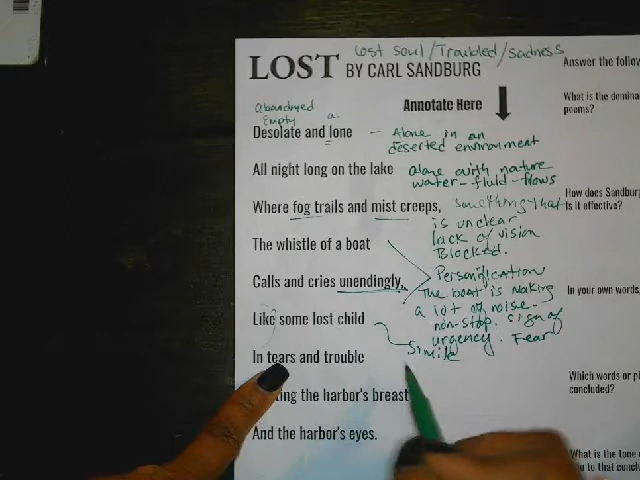 Lost soul/Troubled/sadness
LOST BY CARL SANDBURG
Answer the follow
What is the domina
poems?
Annotate Here
Empty a
Desolate and lone - Alone in an
deserted environment
All night long on the lake alone with nature
water-fluid-flows
How does Sandbur
Where fog trails and mist creeps, something that
is it effective?
is unclear
lack of vision
Blocked.
The whistle of a boat
Personification
Calls and cries unendingly,
The boat is making
a lot of noise-
non-stop. sign of
urgency. Fear
In your own words,
Like some lost child
Simile
In tears and trouble
Which words or p
concluded?
ing the harbor's breast
And the harbor's eyes.
What is the tone
to that conclu